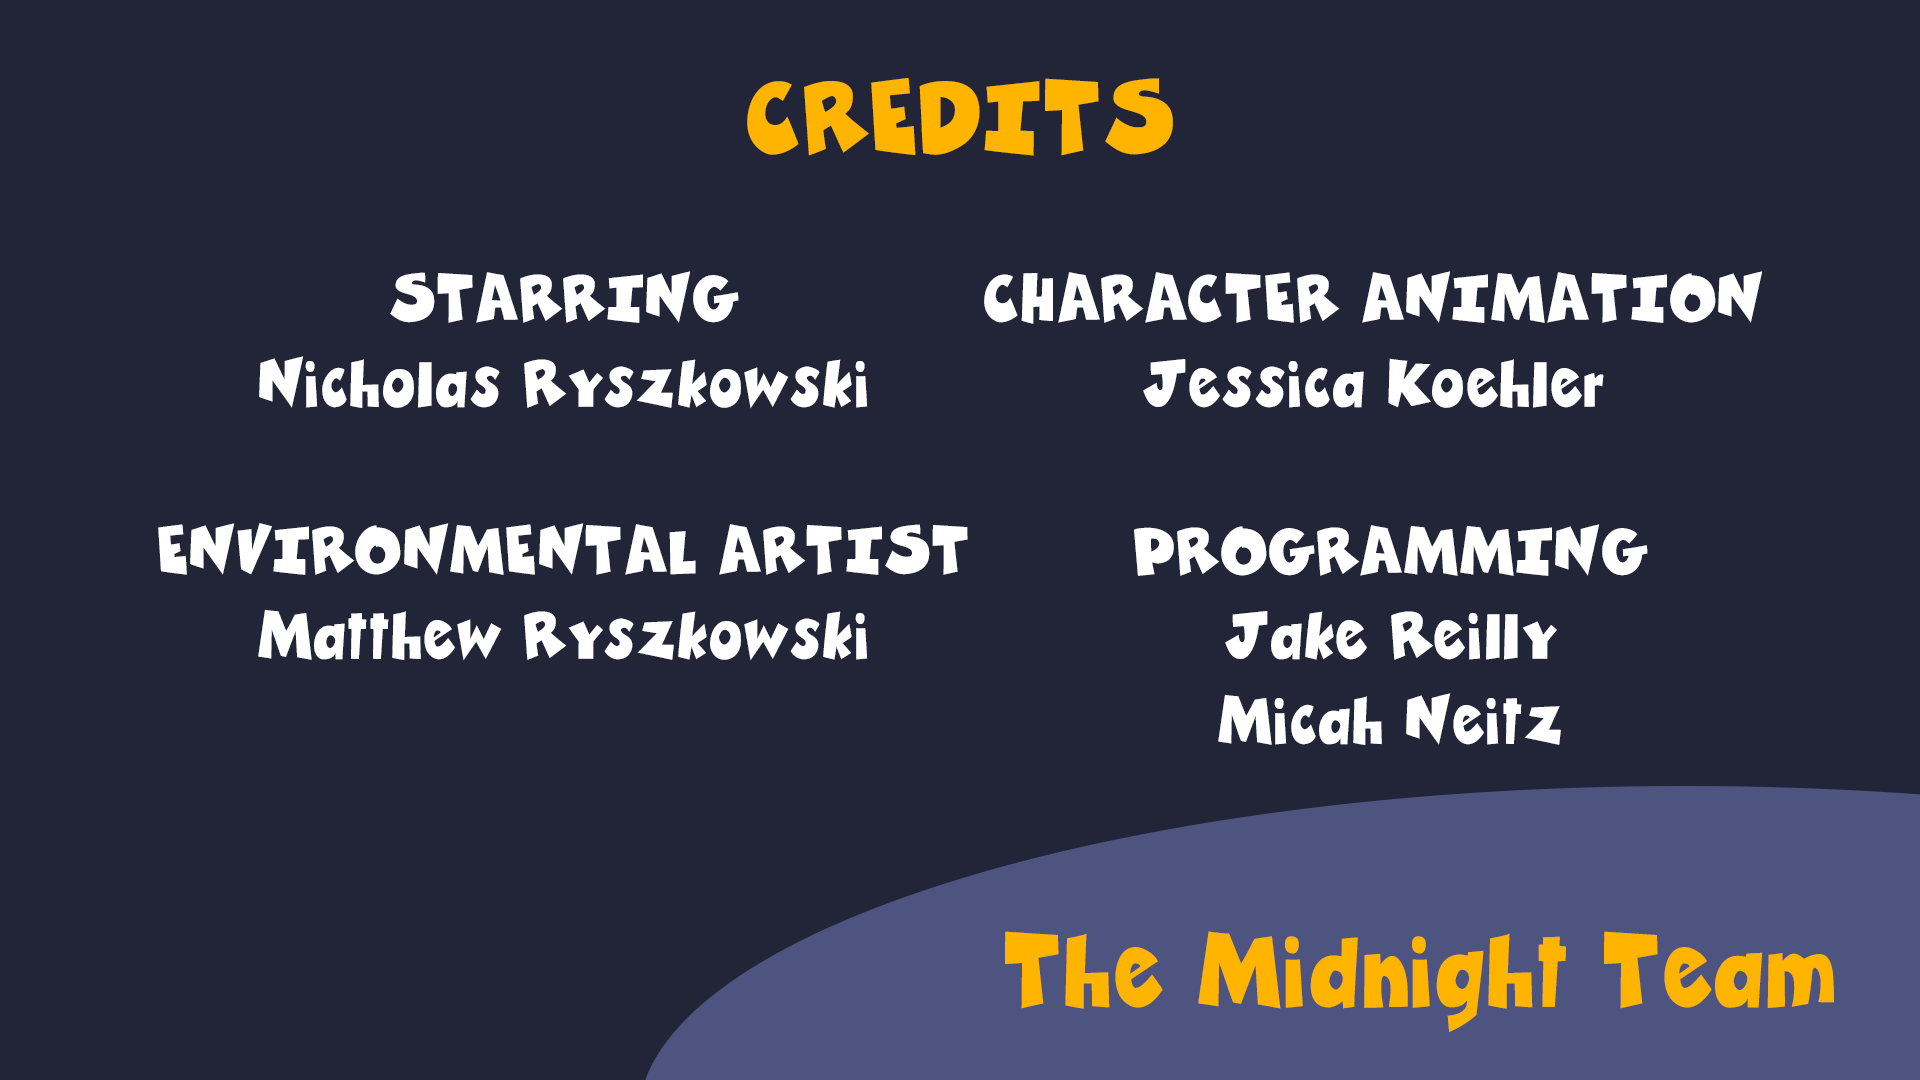 CREDITS
STARRING
Nicholas Ryszkowski
CHARACTER ANIMATION
Jessica Koehler
ENVIRONMENTAL ARTIST
Matthew Ryszkowski
PROGRAMMING
Jake Reilly
Micah Neitz
The Midnight Team